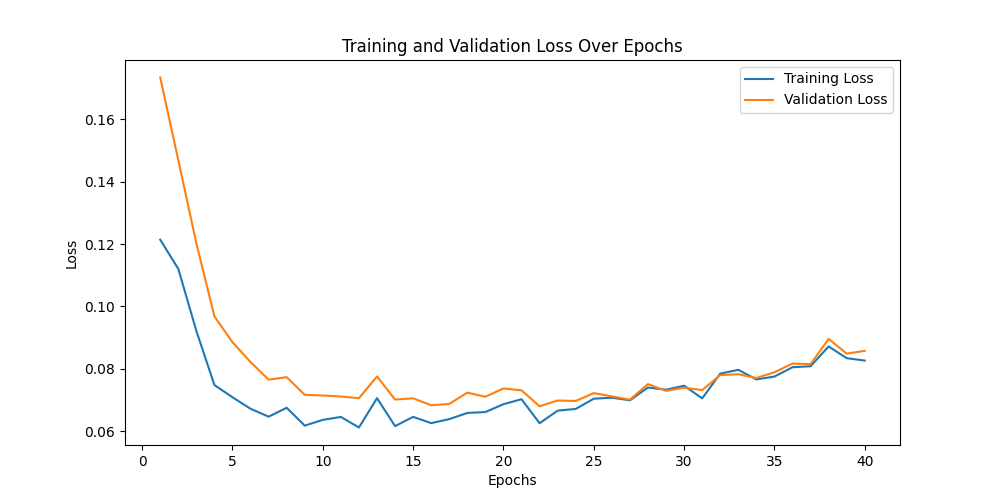 Training and Validation Loss Over Epochs
Training Loss
Validation Loss
0.16
0.14
0.12
0.10
0.08
0.06
Loss
0 5 10 15 20 25 30 35 40
Epochs